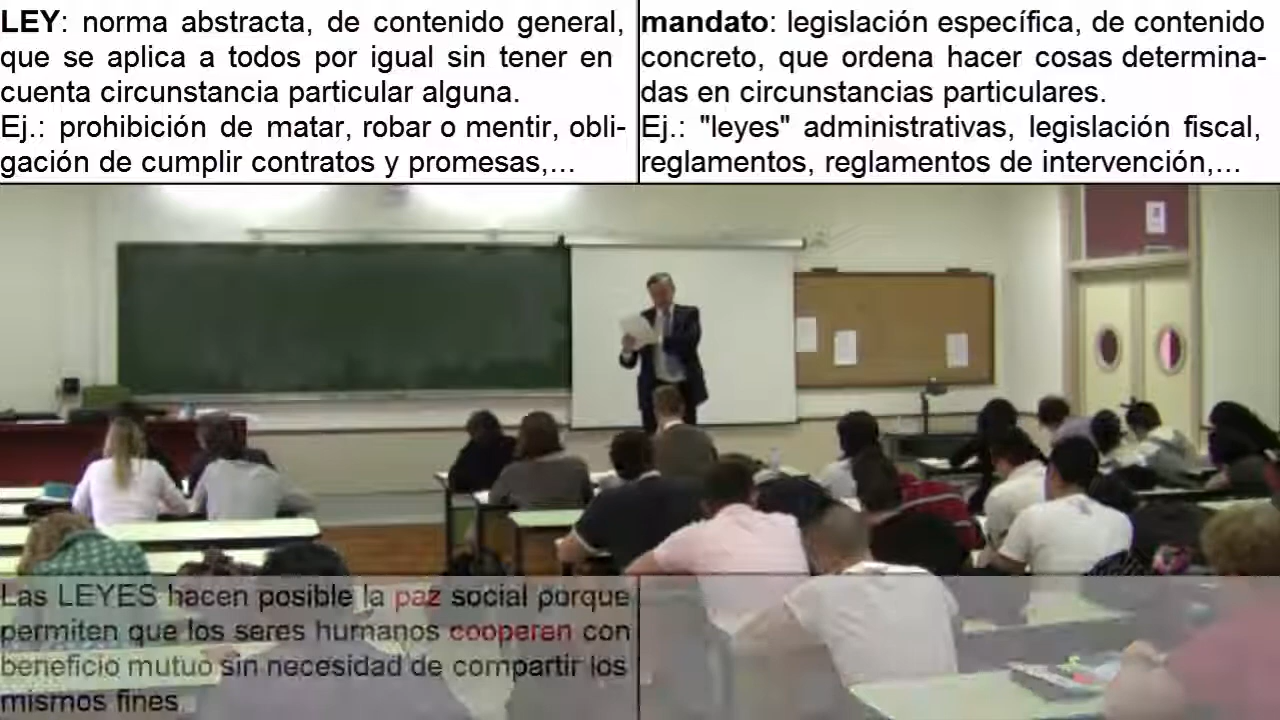 LEY: norma abstracta, de contenido general,
que se aplica a todos por igual sin tener en
cuenta circunstancia particular alguna.
Ej.: prohibición de matar, robar o mentir, obli-
gación de cumplir contratos y promesas,...
mandato: legislación específica, de contenido
concreto, que ordena hacer cosas determina-
das en circunstancias particulares.
Ej.: "leyes" administrativas, legislación fiscal,
reglamentos, reglamentos de intervención,...
Las LEYES hacen posible la paz social porque
permiten que los seres humanos cooperen con
beneficio mutuo sin necesidad de compartir los
mismos fines.